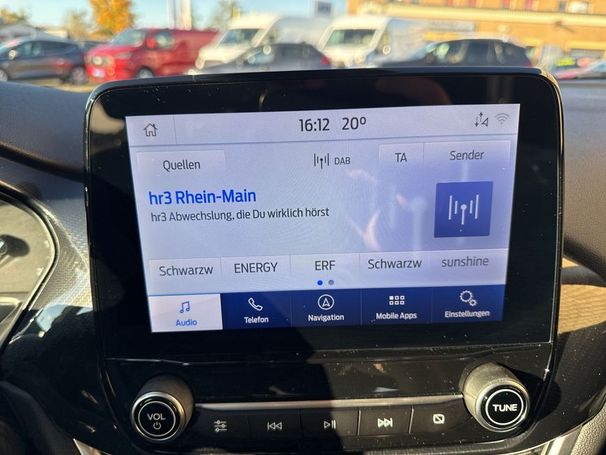 16:12 20°
Quellen DAB TA Sender
hr3 Rhein-Main
hr3 Abwechslung, die Du wirklich hörst
Schwarzw ENERGY ERF Schwarzw sunshine
Audio Telefon Navigation Mobile Apps Einstellungen
VOL TUNE